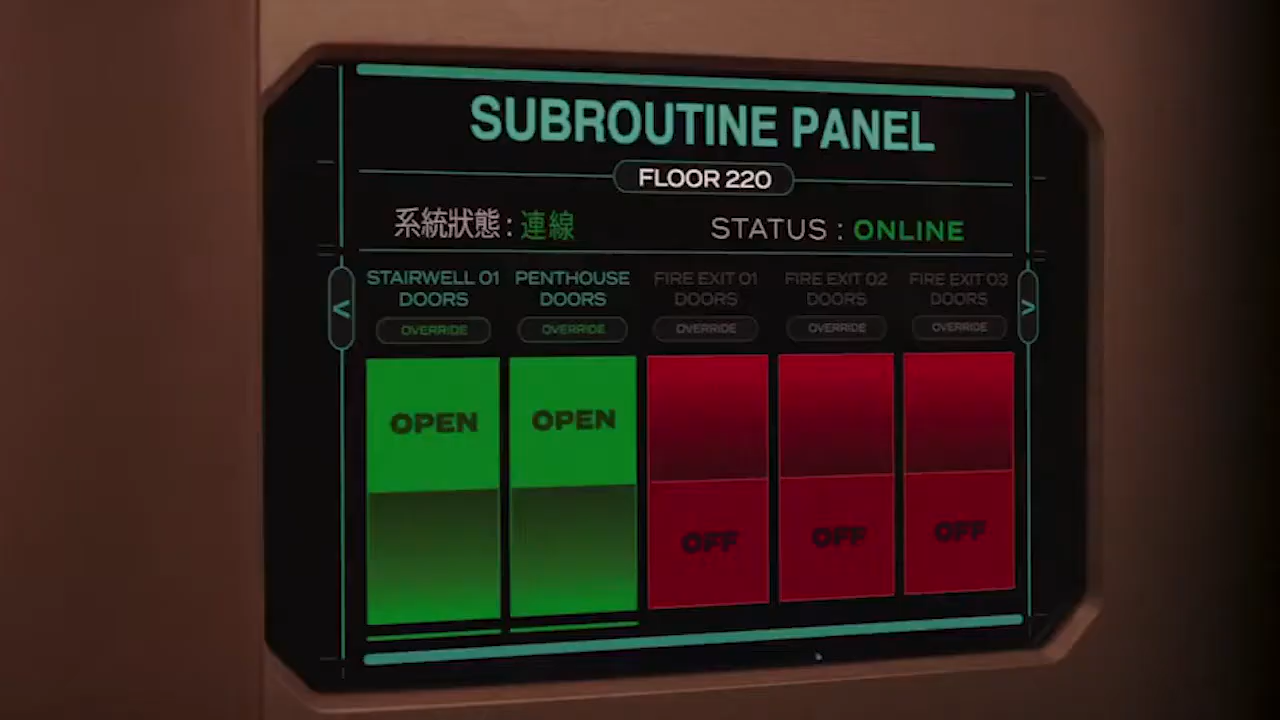 SUBROUTINE PANEL
FLOOR 220
系統狀態 : 連線
STATUS : ONLINE
<
STAIRWELL 01
DOORS
OVERRIDE
OPEN
PENTHOUSE
DOORS
OVERRIDE
OPEN
FIRE EXIT 01
DOORS
OVERRIDE
OFF
FIRE EXIT 02
DOORS
OVERRIDE
OFF
FIRE EXIT 03
DOORS
OVERRIDE
OFF
>